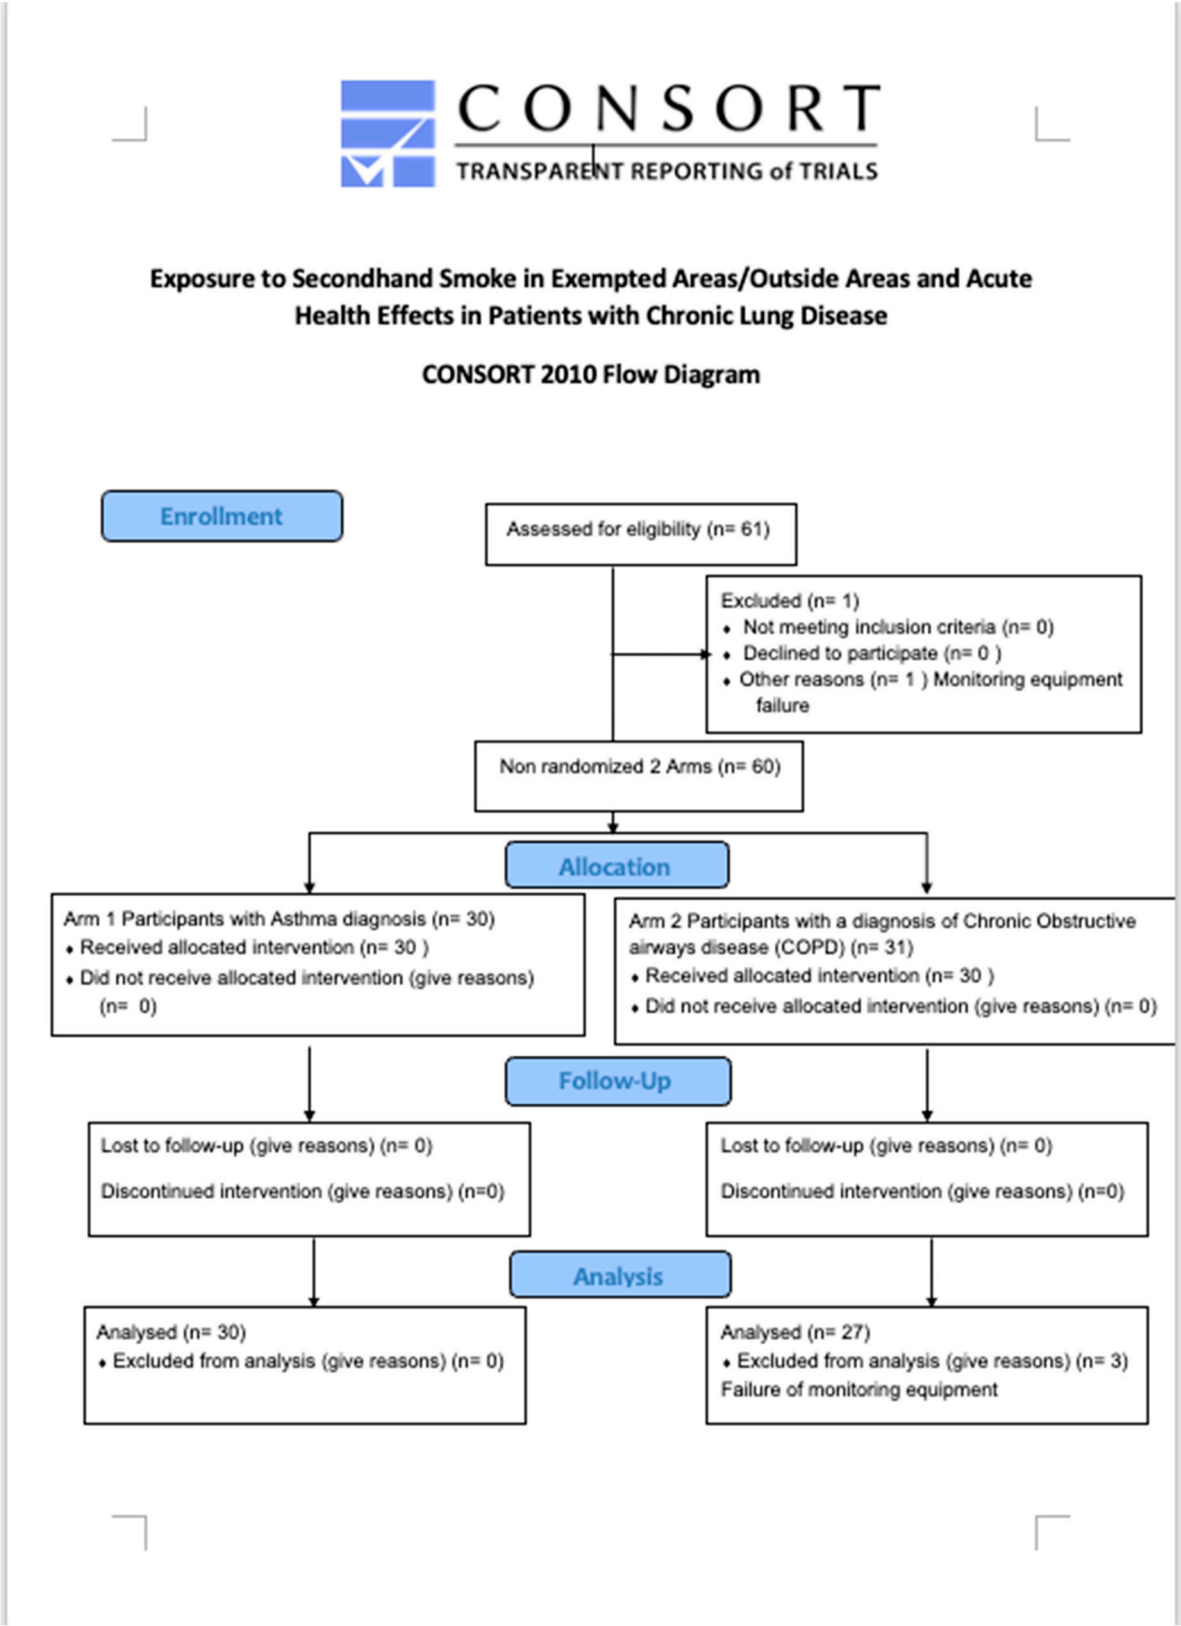 CONSORT
TRANSPARENT REPORTING of TRIALS
Exposure to Secondhand Smoke in Exempted Areas/Outside Areas and Acute
Health Effects in Patients with Chronic Lung Disease
CONSORT 2010 Flow Diagram
Enrollment
Assessed for eligibility (n= 61)
Excluded (n= 1)
♦ Not meeting inclusion criteria (n= 0)
♦ Declined to participate (n= 0 )
♦ Other reasons (n= 1 ) Monitoring equipment
failure
Non randomized 2 Arms (n= 60)
Allocation
Arm 1 Participants with Asthma diagnosis (n= 30)
♦ Received allocated intervention (n= 30 )
♦ Did not receive allocated intervention (give reasons)
(n= 0)
Arm 2 Participants with a diagnosis of Chronic Obstructive
airways disease (COPD) (n= 31)
♦ Received allocated intervention (n= 30 )
♦ Did not receive allocated intervention (give reasons) (n= 0)
Follow-Up
Lost to follow-up (give reasons) (n= 0)
Discontinued intervention (give reasons) (n=0)
Lost to follow-up (give reasons) (n= 0)
Discontinued intervention (give reasons) (n=0)
Analysis
Analysed (n= 30)
♦ Excluded from analysis (give reasons) (n= 0)
Analysed (n= 27)
♦ Excluded from analysis (give reasons) (n= 3)
Failure of monitoring equipment